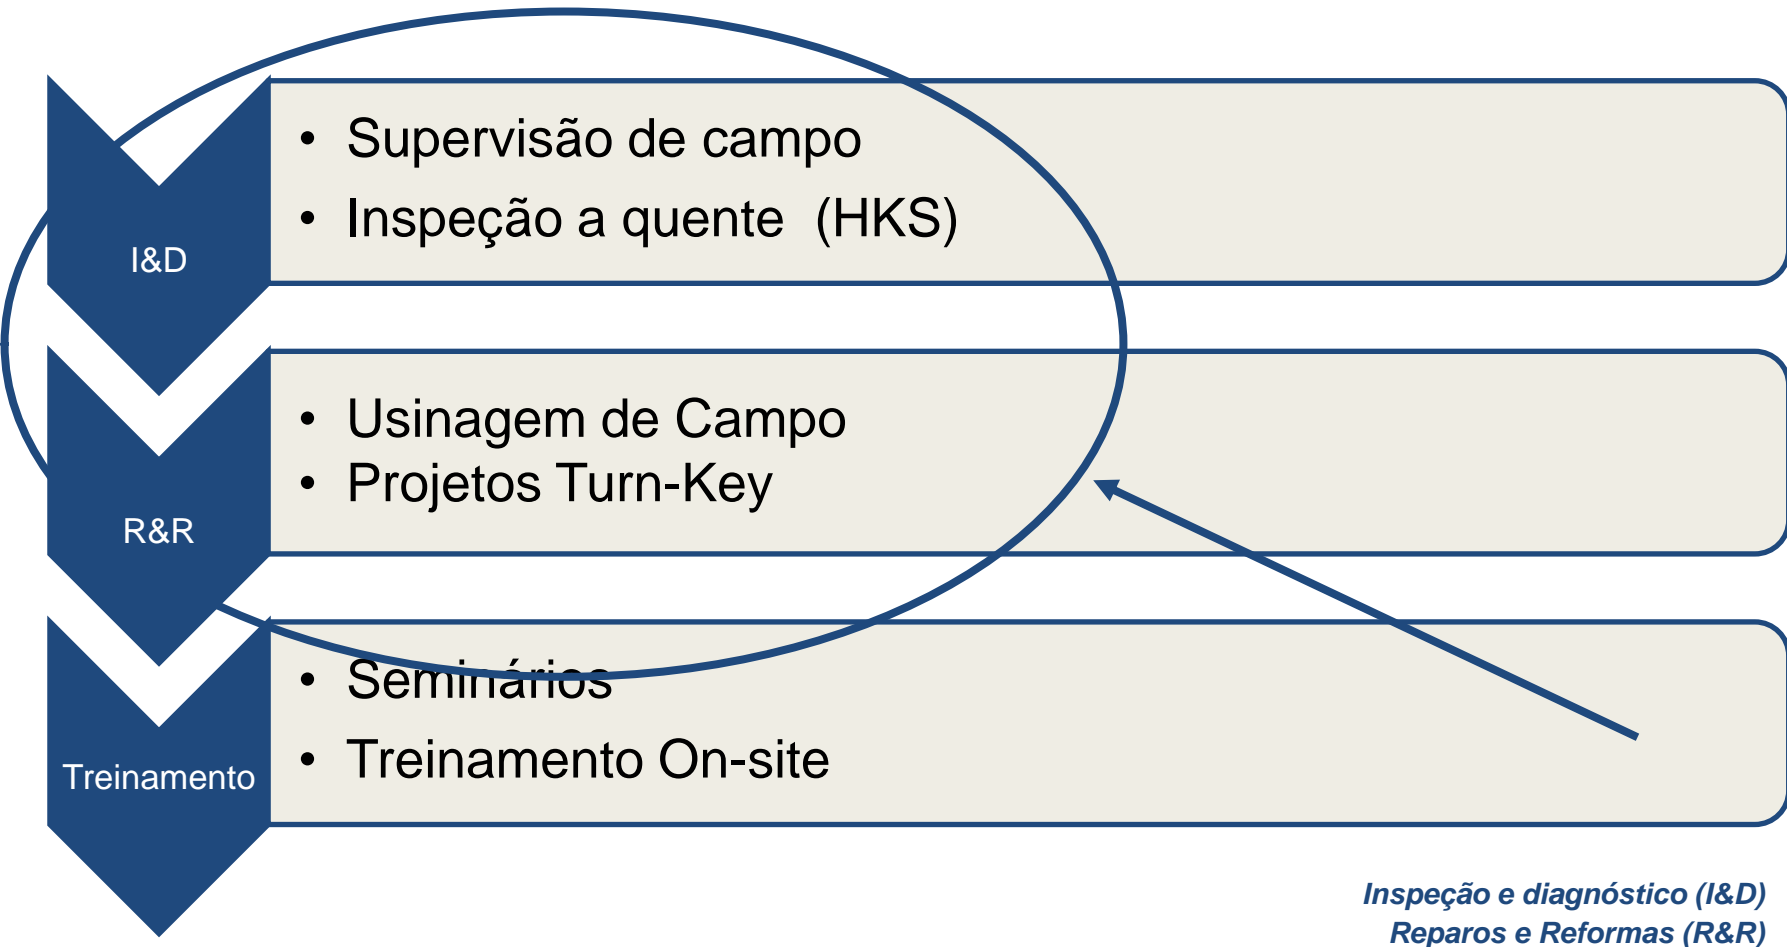 I&D
• Supervisão de campo
• Inspeção a quente (HKS)
R&R
• Usinagem de Campo
• Projetos Turn-Key
Treinamento
• Seminários
• Treinamento On-site
Inspeção e diagnóstico (I&D)
Reparos e Reformas (R&R)